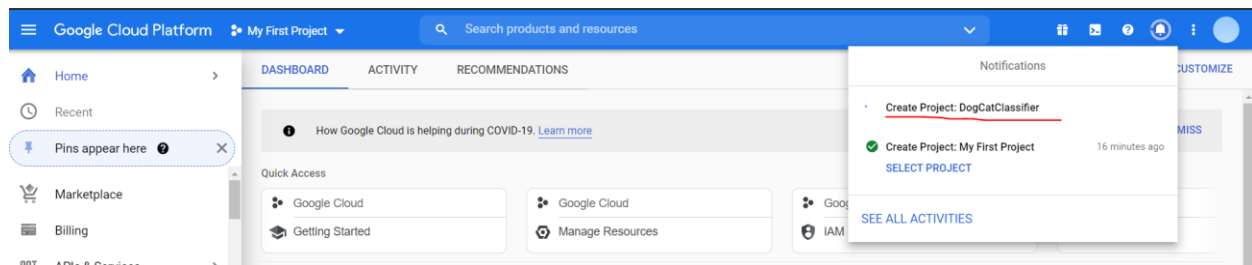 Google Cloud Platform My First Project Search products and resources
Home
Recent
Pins appear here
Marketplace
Billing
DASHBOARD ACTIVITY RECOMMENDATIONS CUSTOMIZE
How Google Cloud is helping during COVID-19. Learn more
Quick Access
Google Cloud
Getting Started
Google Cloud
Manage Resources
IAM
Notifications
Create Project: DogCatClassifier
Create Project: My First Project 16 minutes ago
SELECT PROJECT
SEE ALL ACTIVITIES